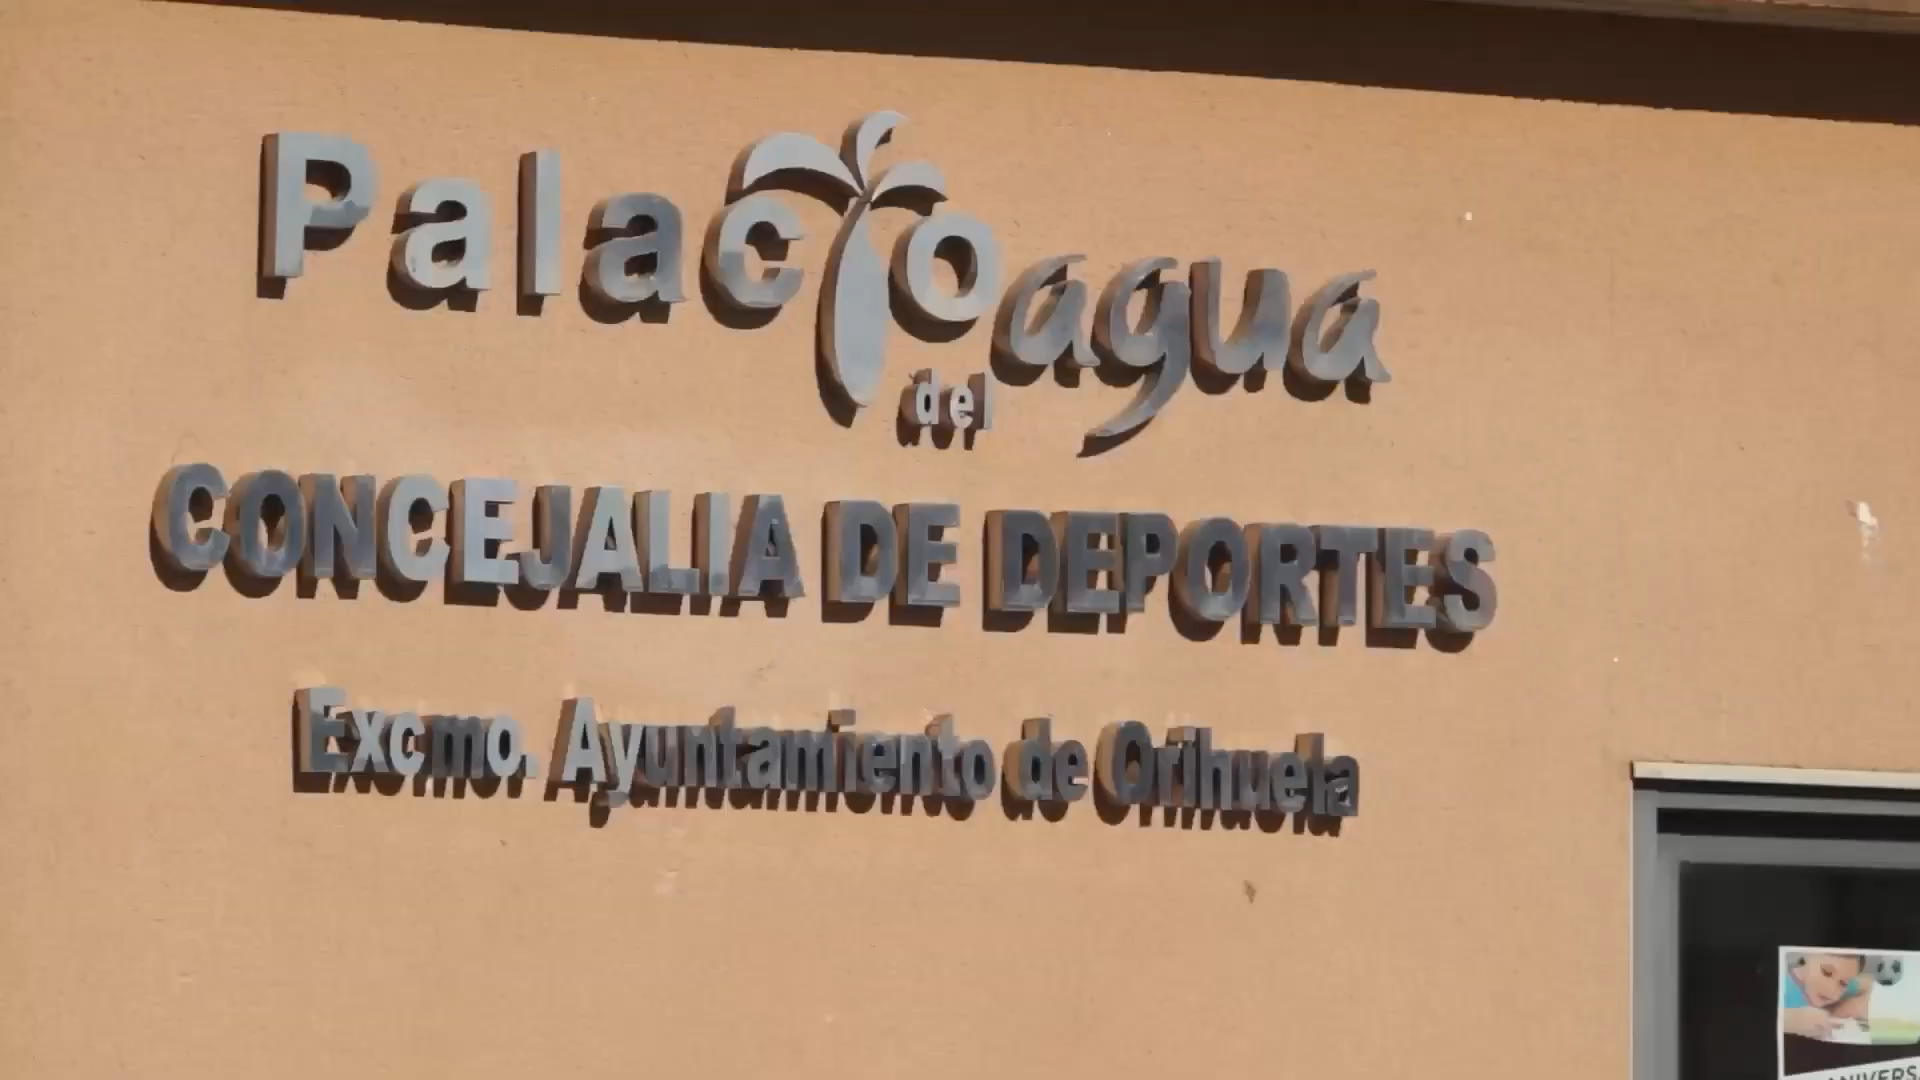 Palacio del agua
CONCEJALIA DE DEPORTES
Excmo. Ayuntamiento de Orihuela